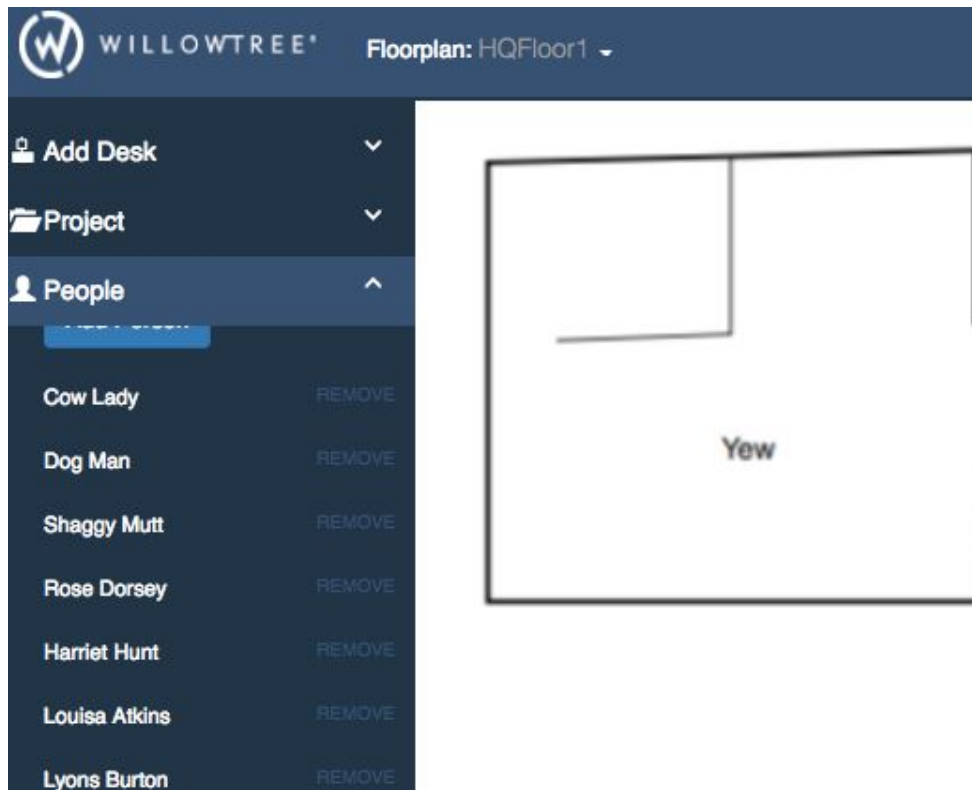 WILLOWTREE
Floorplan: HQFloor1
Add Desk
Project
People
Cow Lady REMOVE
Dog Man REMOVE
Shaggy Mutt REMOVE
Rose Dorsey REMOVE
Harriet Hunt REMOVE
Louisa Atkins REMOVE
Lyons Burton REMOVE
Yew